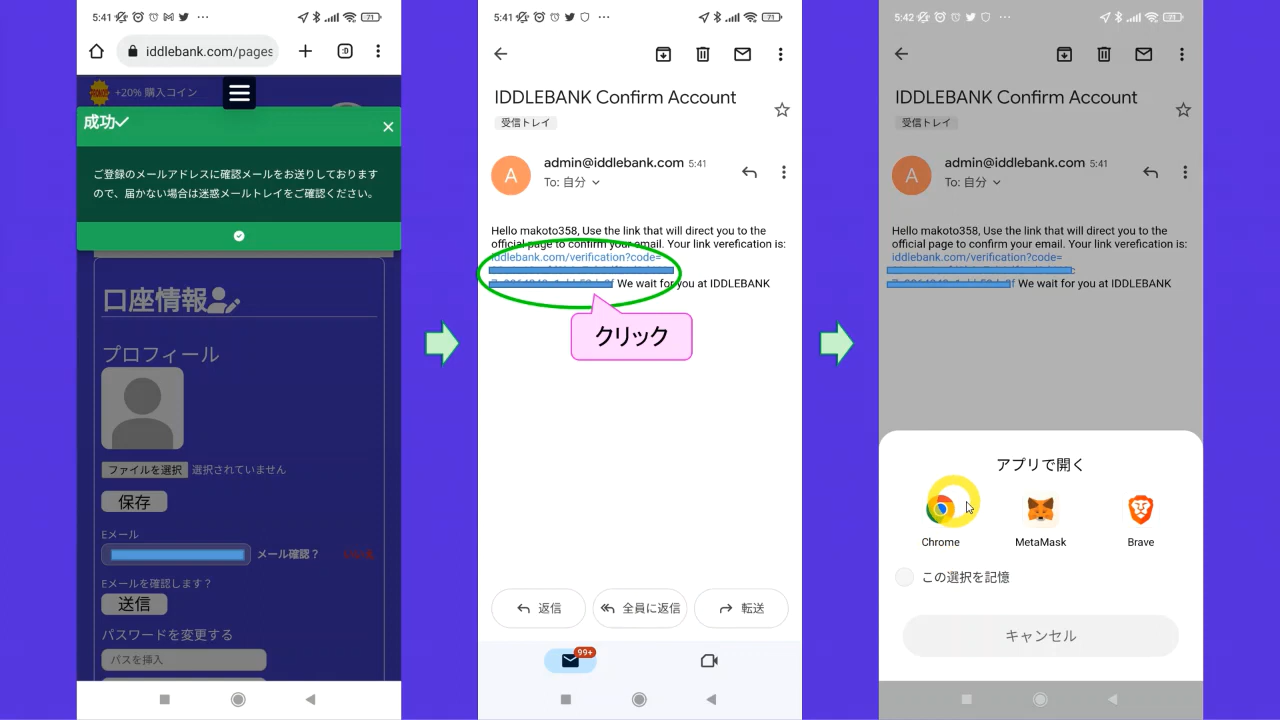 5:41
71
iddlebank.com/pages
+20% 購入コイン
成功✓
ご登録のメールアドレスに確認メールをお送りしております
ので、届かない場合は迷惑メールトレイをご確認ください。
口座情報
プロフィール
ファイルを選択 選択されていません
保存
Eメール
メール確認？
Eメールを確認します？
送信
パスワードを変更する
パスを挿入
5:41
71
IDDLEBANK Confirm Account
受信トレイ
A
admin@iddlebank.com 5:41
To: 自分
Hello makoto358, Use the link that will direct you to the
official page to confirm your email. Your link verefication is:
iddlebank.com/verification?code=
We wait for you at IDDLEBANK
クリック
返信
全員に返信
転送
99+
5:42
71
IDDLEBANK Confirm Account
受信トレイ
A
admin@iddlebank.com 5:41
To: 自分
Hello makoto358, Use the link that will direct you to the
official page to confirm your email. Your link verefication is:
iddlebank.com/verification?code=
We wait for you at IDDLEBANK
アプリで開く
Chrome
MetaMask
Brave
この選択を記憶
キャンセル